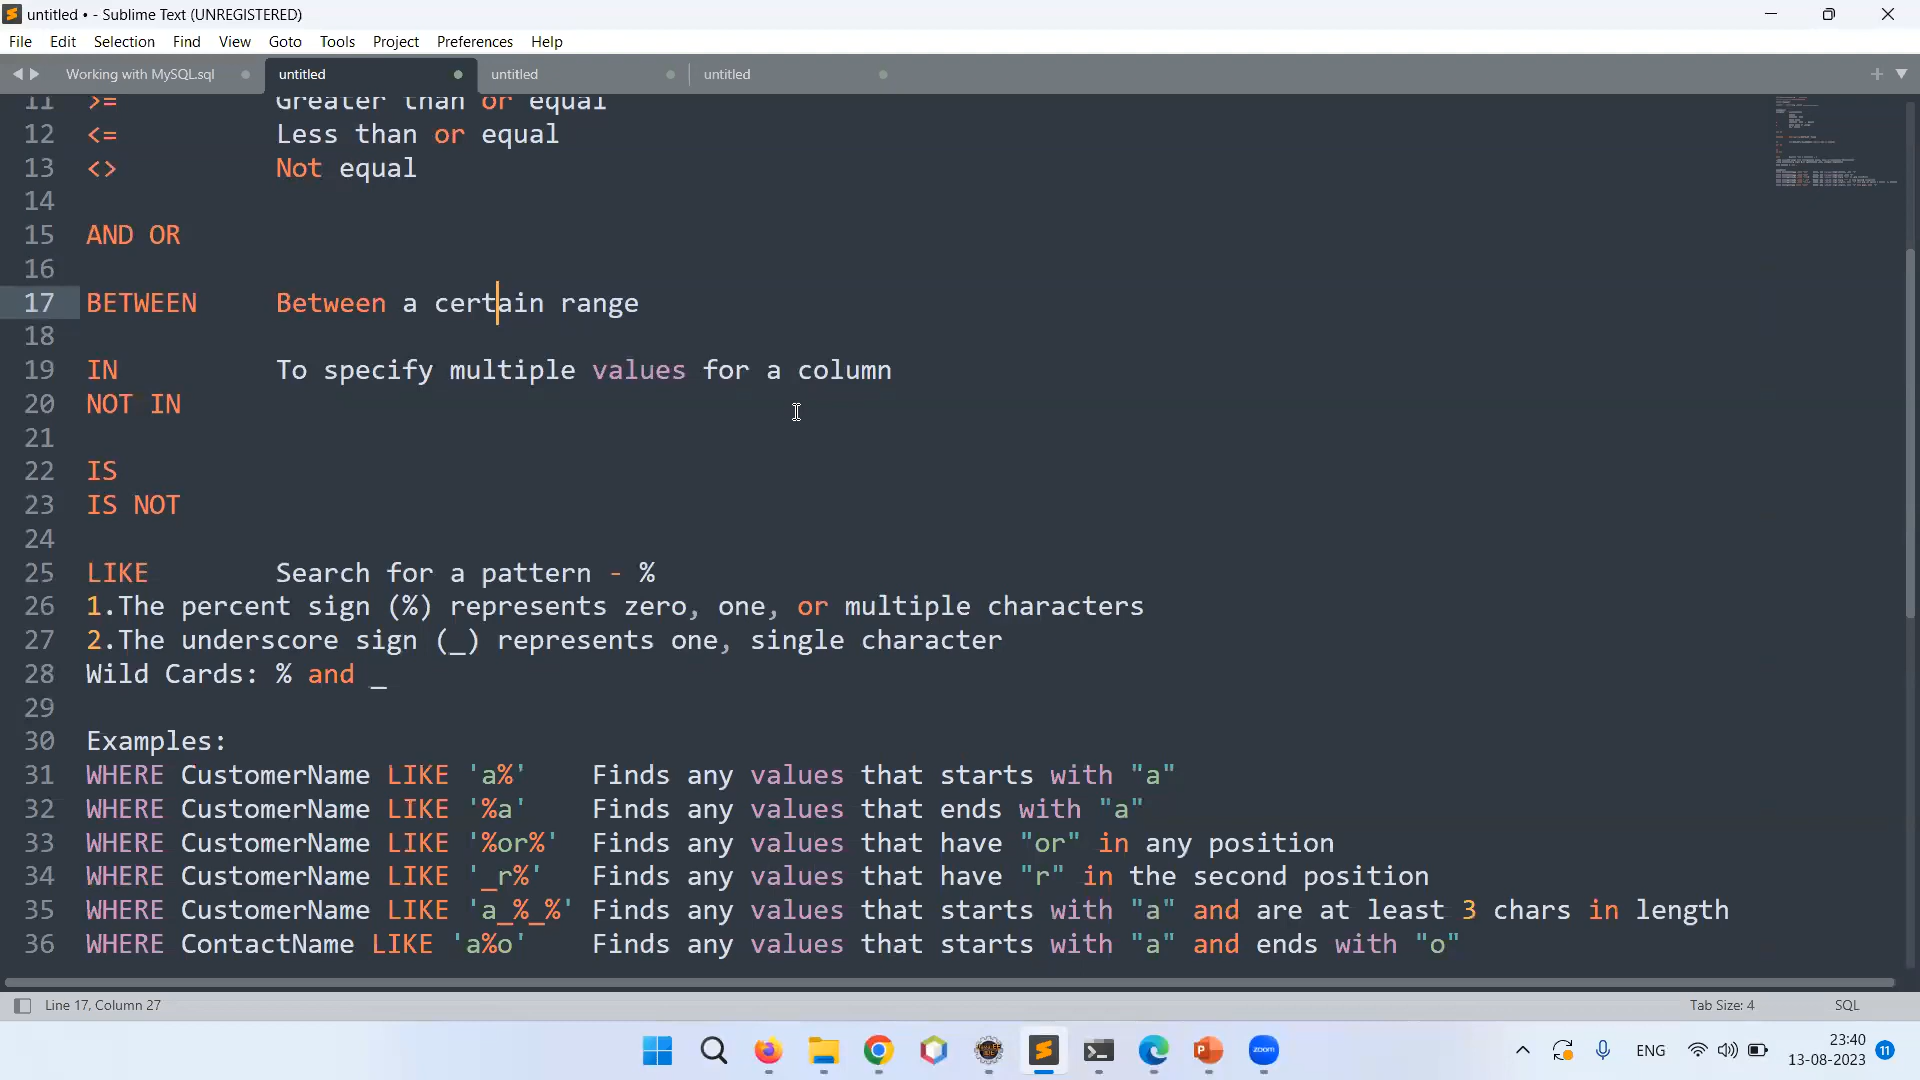 untitled • - Sublime Text (UNREGISTERED)
File Edit Selection Find View Goto Tools Project Preferences Help
Working with MySQL.sql untitled untitled untitled
11 >= Greater than or equal
12 <= Less than or equal
13 <> Not equal
14
15 AND OR
16
17 BETWEEN Between a certain range
18
19 IN To specify multiple values for a column
20 NOT IN
21
22 IS
23 IS NOT
24
25 LIKE Search for a pattern - %
26 1.The percent sign (%) represents zero, one, or multiple characters
27 2.The underscore sign (_) represents one, single character
28 Wild Cards: % and _
29
30 Examples:
31 WHERE CustomerName LIKE 'a%' Finds any values that starts with "a"
32 WHERE CustomerName LIKE '%a' Finds any values that ends with "a"
33 WHERE CustomerName LIKE '%or%' Finds any values that have "or" in any position
34 WHERE CustomerName LIKE '_r%' Finds any values that have "r" in the second position
35 WHERE CustomerName LIKE 'a_%_%' Finds any values that starts with "a" and are at least 3 chars in length
36 WHERE ContactName LIKE 'a%o' Finds any values that starts with "a" and ends with "o"
Line 17, Column 27 Tab Size: 4 SQL
zoom ENG 23:40
13-08-2023 11